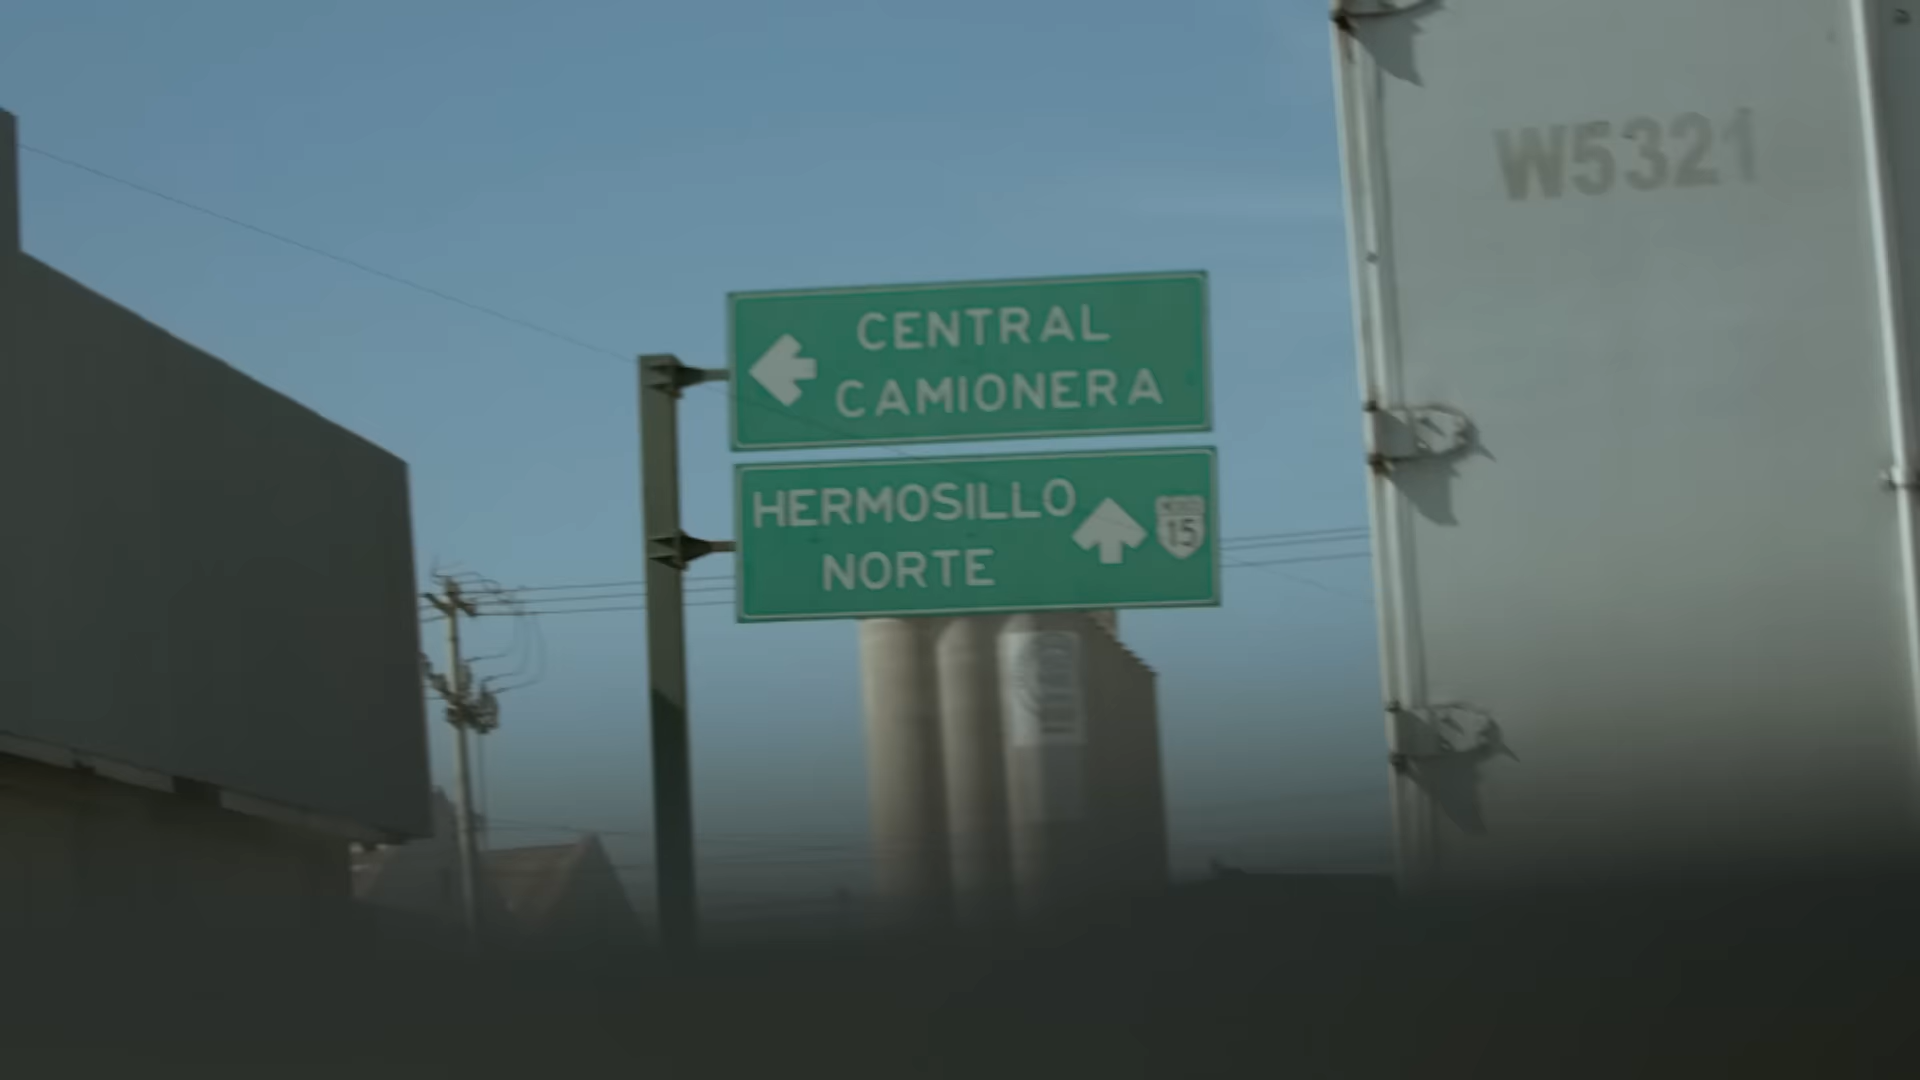 W5321
CENTRAL
CAMIONERA
HERMOSILLO
NORTE
15